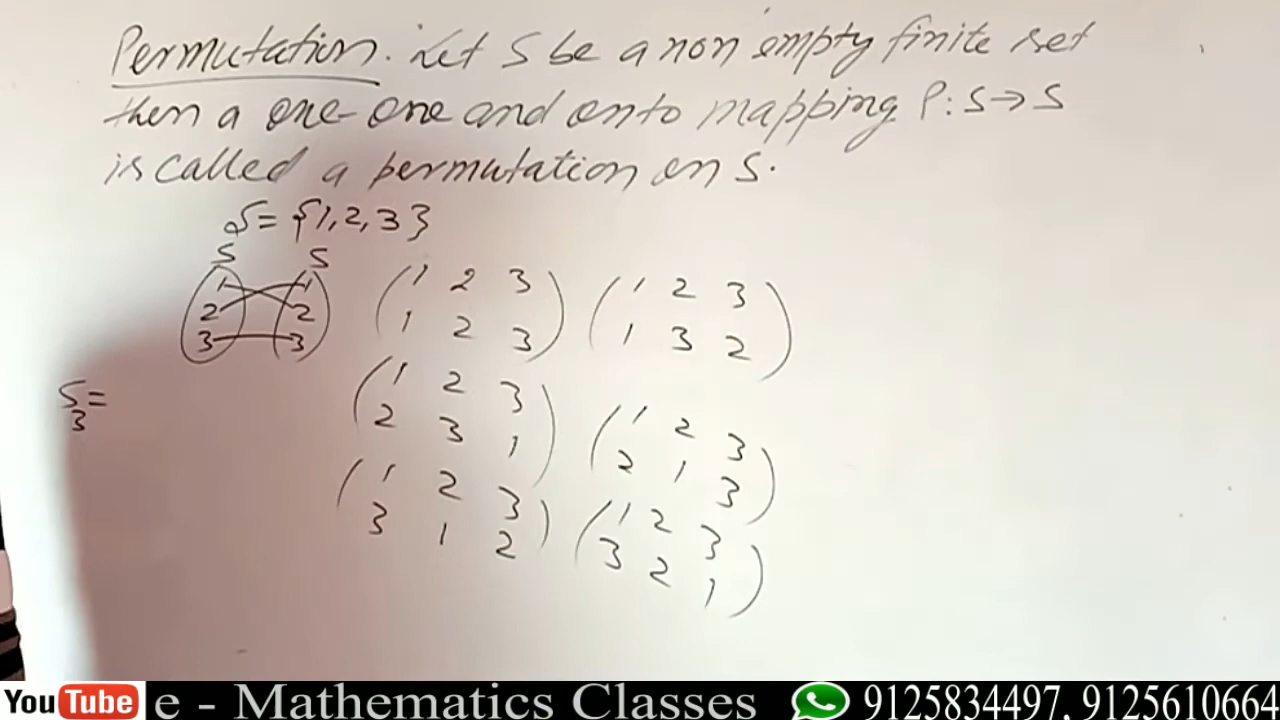 Permutation. Let S be a non empty finite set
then a one-one and onto mapping P: S→S
is called a permutation on S.
S = {1, 2, 3}
S S
1 1
2 2
3 3
(1 2 3) (1 2 3)
(1 2 3) (1 3 2)
(1 2 3) (1 2 3)
(2 3 1) (2 1 3)
S3 =
(1 2 3) (1 2 3)
(3 1 2) (3 2 1)
YouTube e - Mathematics Classes 9125834497, 9125610664